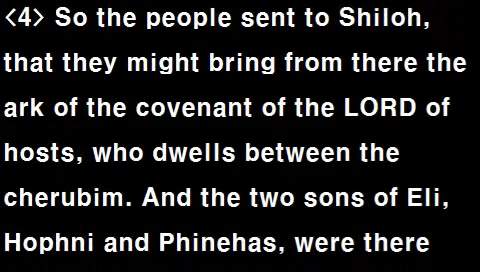 <4> So the people sent to Shiloh,
that they might bring from there the
ark of the covenant of the LORD of
hosts, who dwells between the
cherubim. And the two sons of Eli,
Hophni and Phinehas, were there